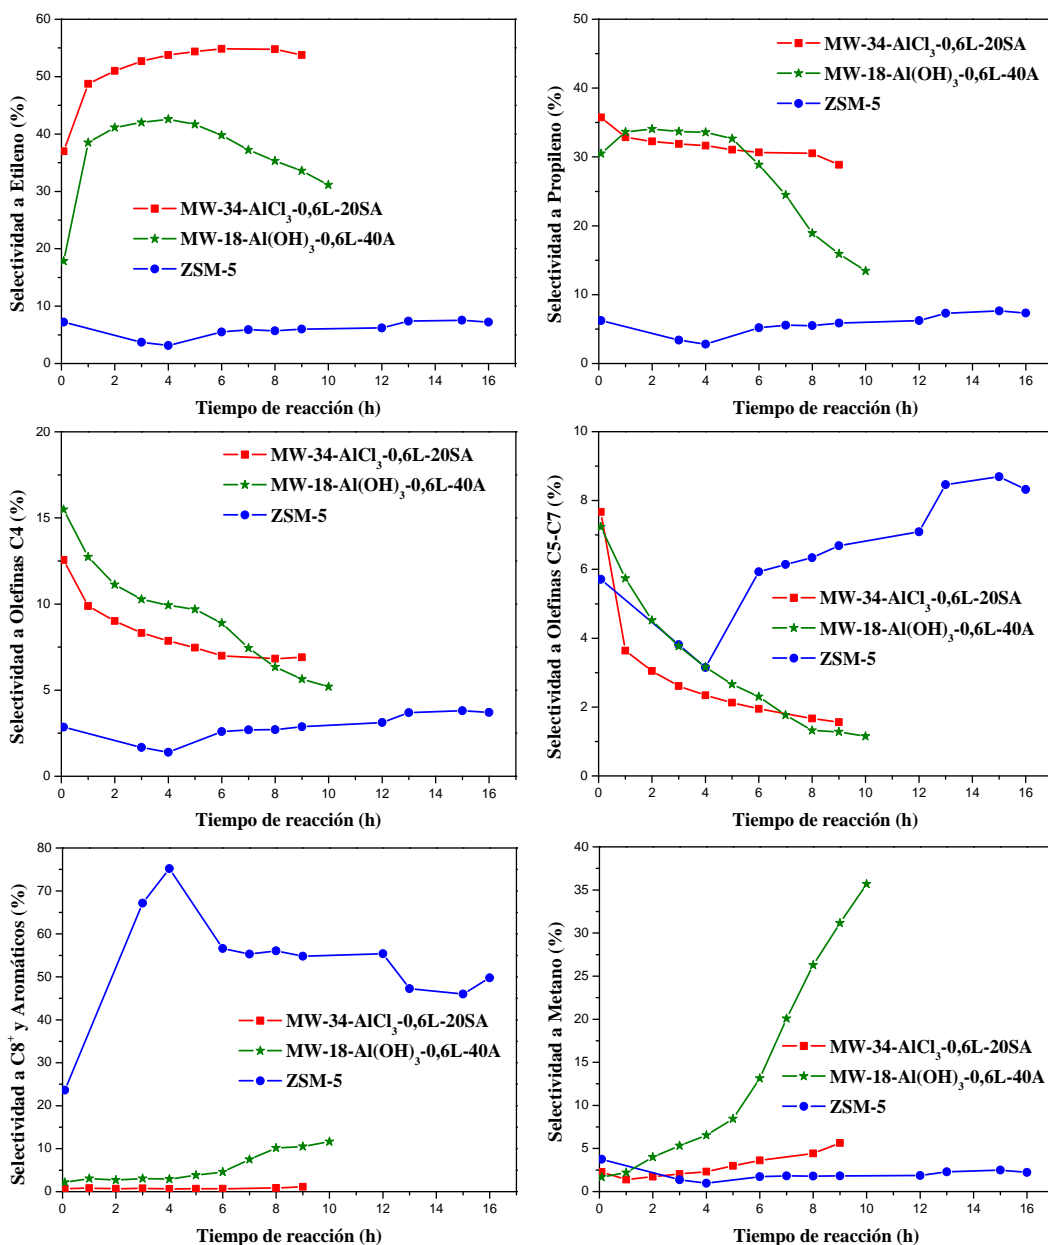 60
50
40
30
20
10
0
Selectividad a Etileno (%)
MW-34-AlCl3-0,6L-20SA
MW-18-Al(OH)3-0,6L-40A
ZSM-5
0 2 4 6 8 10 12 14 16
Tiempo de reacción (h)
50
40
30
20
10
0
Selectividad a Propileno (%)
MW-34-AlCl3-0,6L-20SA
MW-18-Al(OH)3-0,6L-40A
ZSM-5
0 2 4 6 8 10 12 14 16
Tiempo de reacción (h)
20
15
10
5
0
Selectividad a Olefinas C4 (%)
MW-34-AlCl3-0,6L-20SA
MW-18-Al(OH)3-0,6L-40A
ZSM-5
0 2 4 6 8 10 12 14 16
Tiempo de reacción (h)
10
8
6
4
2
0
Selectividad a Olefinas C5-C7 (%)
MW-34-AlCl3-0,6L-20SA
MW-18-Al(OH)3-0,6L-40A
ZSM-5
0 2 4 6 8 10 12 14 16
Tiempo de reacción (h)
80
70
60
50
40
30
20
10
0
Selectividad a C8+ y Aromáticos (%)
MW-34-AlCl3-0,6L-20SA
MW-18-Al(OH)3-0,6L-40A
ZSM-5
0 2 4 6 8 10 12 14 16
Tiempo de reacción (h)
40
35
30
25
20
15
10
5
0
Selectividad a Metano (%)
MW-34-AlCl3-0,6L-20SA
MW-18-Al(OH)3-0,6L-40A
ZSM-5
0 2 4 6 8 10 12 14 16
Tiempo de reacción (h)